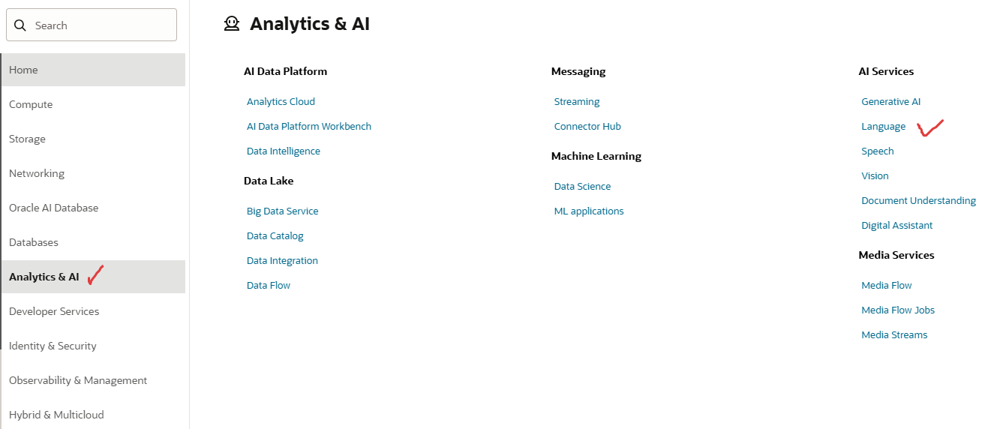 Search
Home
Compute
Storage
Networking
Oracle AI Database
Databases
Analytics & AI
Developer Services
Identity & Security
Observability & Management
Hybrid & Multicloud
Analytics & AI
AI Data Platform
Analytics Cloud
AI Data Platform Workbench
Data Intelligence
Data Lake
Big Data Service
Data Catalog
Data Integration
Data Flow
Messaging
Streaming
Connector Hub
Machine Learning
Data Science
ML applications
AI Services
Generative AI
Language
Speech
Vision
Document Understanding
Digital Assistant
Media Services
Media Flow
Media Flow Jobs
Media Streams